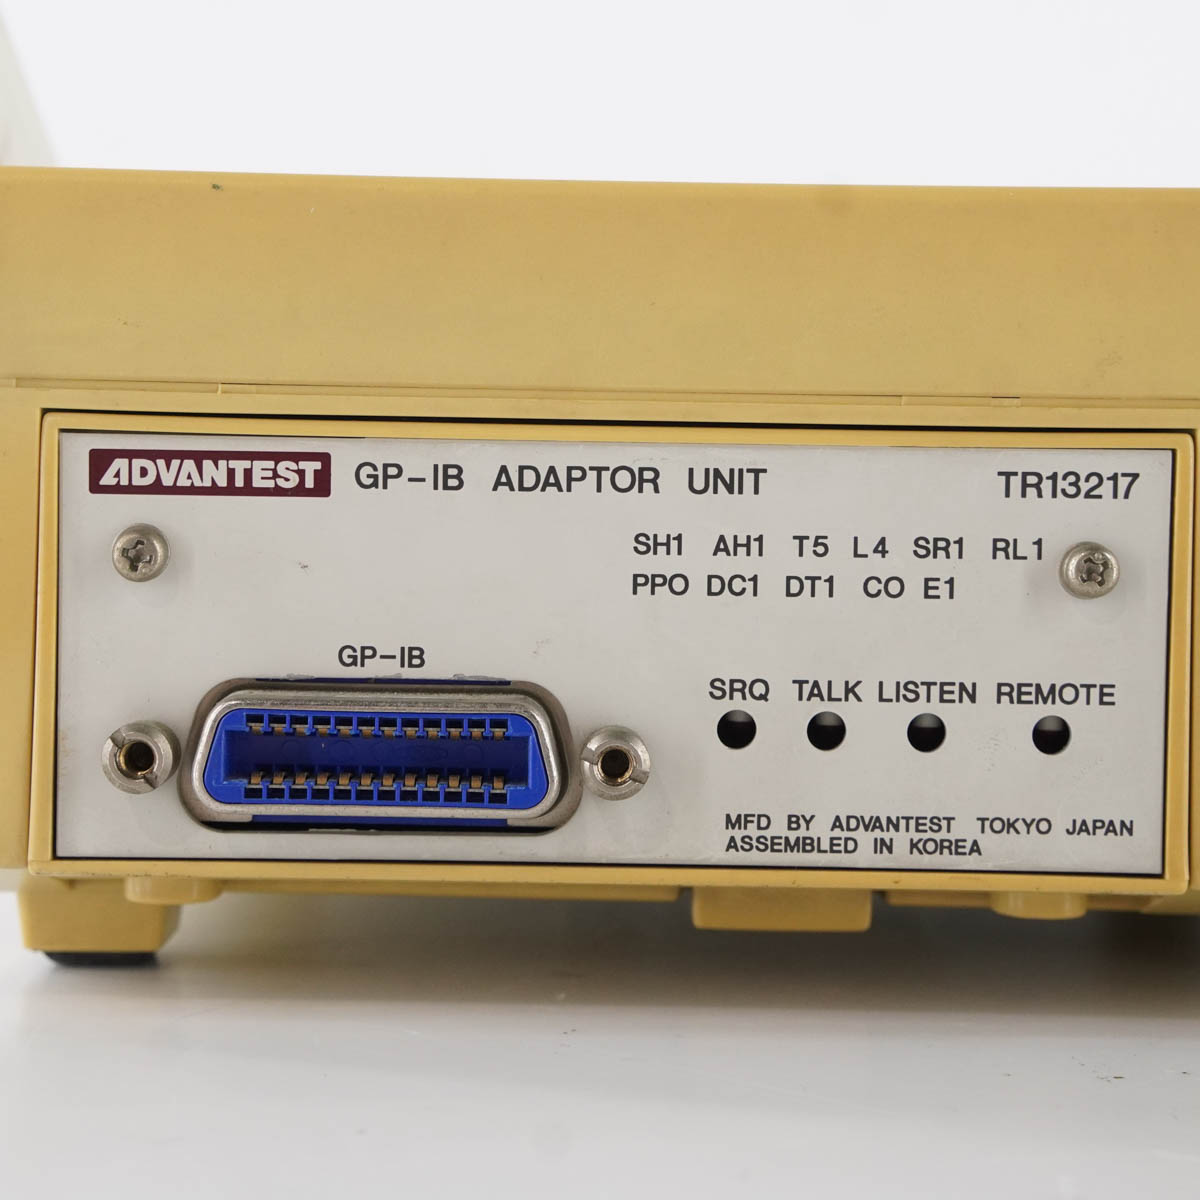 ADVANTEST GP-IB ADAPTOR UNIT TR13217
SH1 AH1 T5 L4 SR1 RL1
PPO DC1 DT1 CO E1
GP-IB
SRQ TALK LISTEN REMOTE
MFD BY ADVANTEST TOKYO JAPAN
ASSEMBLED IN KOREA